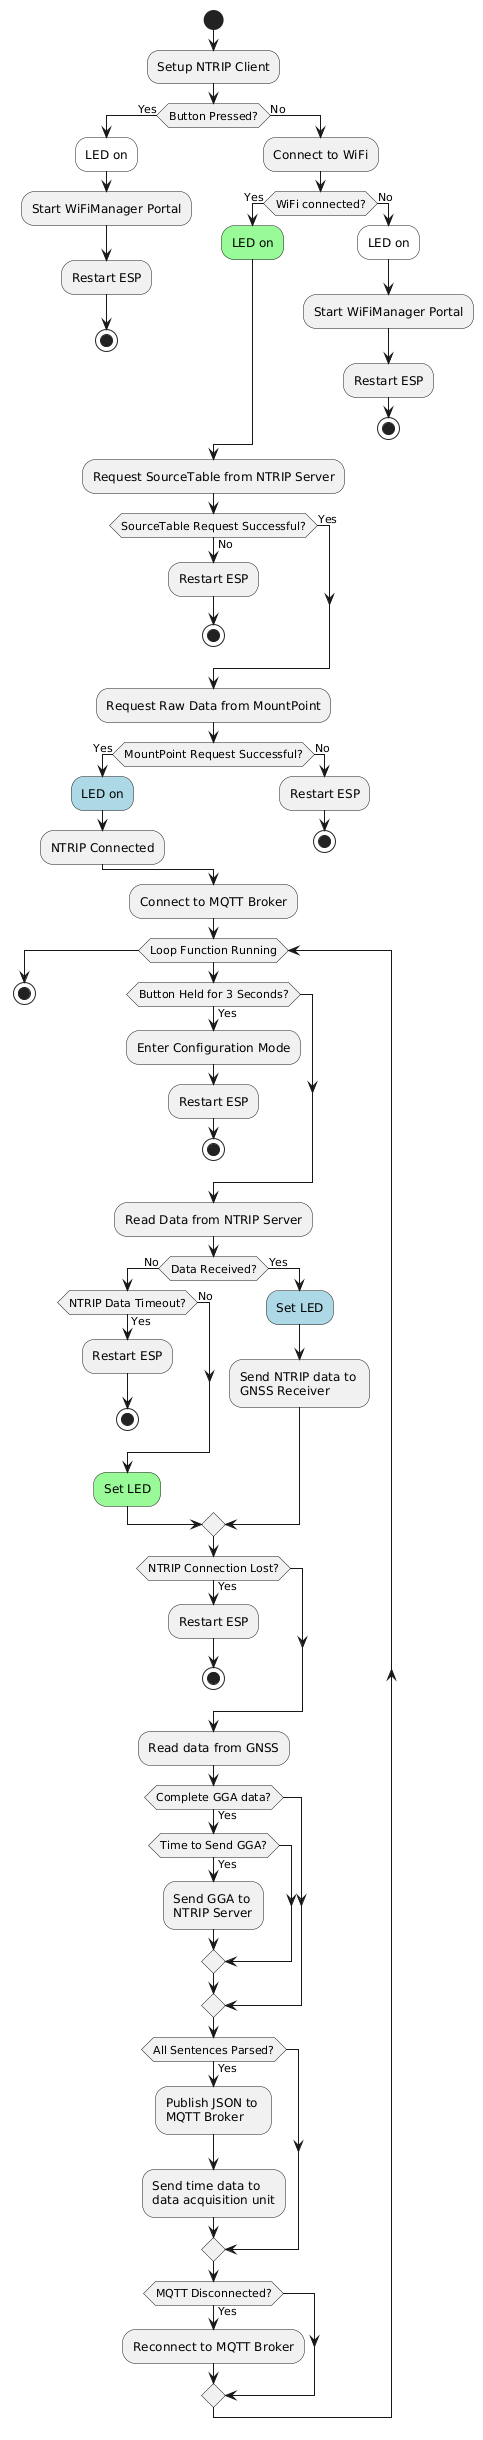 Setup NTRIP Client
Yes
Button Pressed?
No
LED on
Connect to WiFi
Start WiFiManager Portal
Yes
WiFi connected?
No
LED on
LED on
Restart ESP
Start WiFiManager Portal
Restart ESP
Request SourceTable from NTRIP Server
SourceTable Request Successful?
Yes
No
Restart ESP
Request Raw Data from MountPoint
Yes
MountPoint Request Successful?
No
LED on
Restart ESP
NTRIP Connected
Connect to MQTT Broker
Loop Function Running
Button Held for 3 Seconds?
Yes
Enter Configuration Mode
Restart ESP
Read Data from NTRIP Server
No
Data Received?
Yes
NTRIP Data Timeout?
No
Set LED
Yes
Restart ESP
Send NTRIP data to
GNSS Receiver
Set LED
NTRIP Connection Lost?
Yes
Restart ESP
Read data from GNSS
Complete GGA data?
Yes
Time to Send GGA?
Yes
Send GGA to
NTRIP Server
All Sentences Parsed?
Yes
Publish JSON to
MQTT Broker
Send time data to
data acquisition unit
MQTT Disconnected?
Yes
Reconnect to MQTT Broker